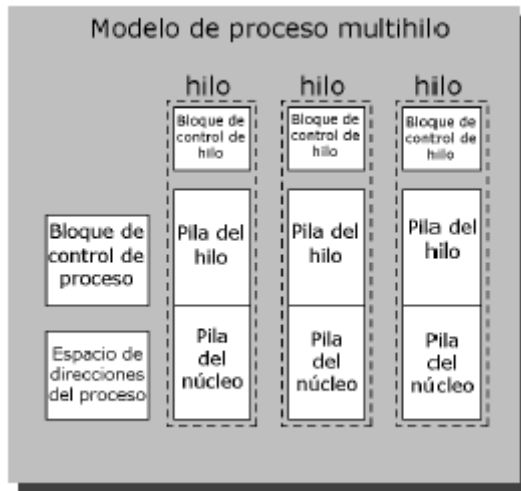 Modelo de proceso multihilo
hilo
hilo
hilo
Bloque de
control de
hilo
Bloque de
control de
hilo
Bloque de
control de
hilo
Bloque de
control de
proceso
Pila del
hilo
Pila del
hilo
Pila del
hilo
Espacio de
direcciones
del proceso
Pila
del
núcleo
Pila
del
núcleo
Pila
del
núcleo